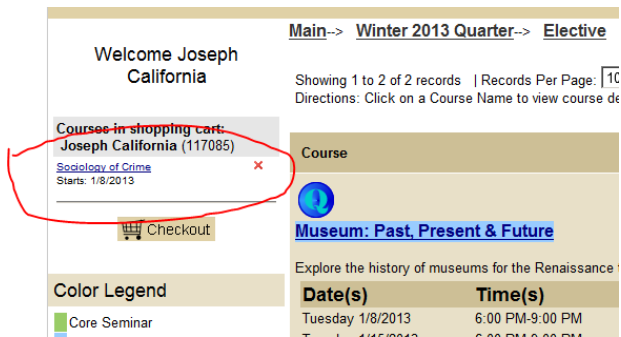 Welcome Joseph
California
Courses in shopping cart:
Joseph California (117085)
Sociology of Crime
Starts: 1/8/2013
Checkout
Color Legend
Core Seminar
Main--> Winter 2013 Quarter--> Elective
Showing 1 to 2 of 2 records | Records Per Page: 10
Directions: Click on a Course Name to view course de
Course
Q
Museum: Past, Present & Future
Explore the history of museums for the Renaissance
Date(s) Time(s)
Tuesday 1/8/2013 6:00 PM-9:00 PM
Tuesday 1/15/2013 6:00 PM-9:00 PM